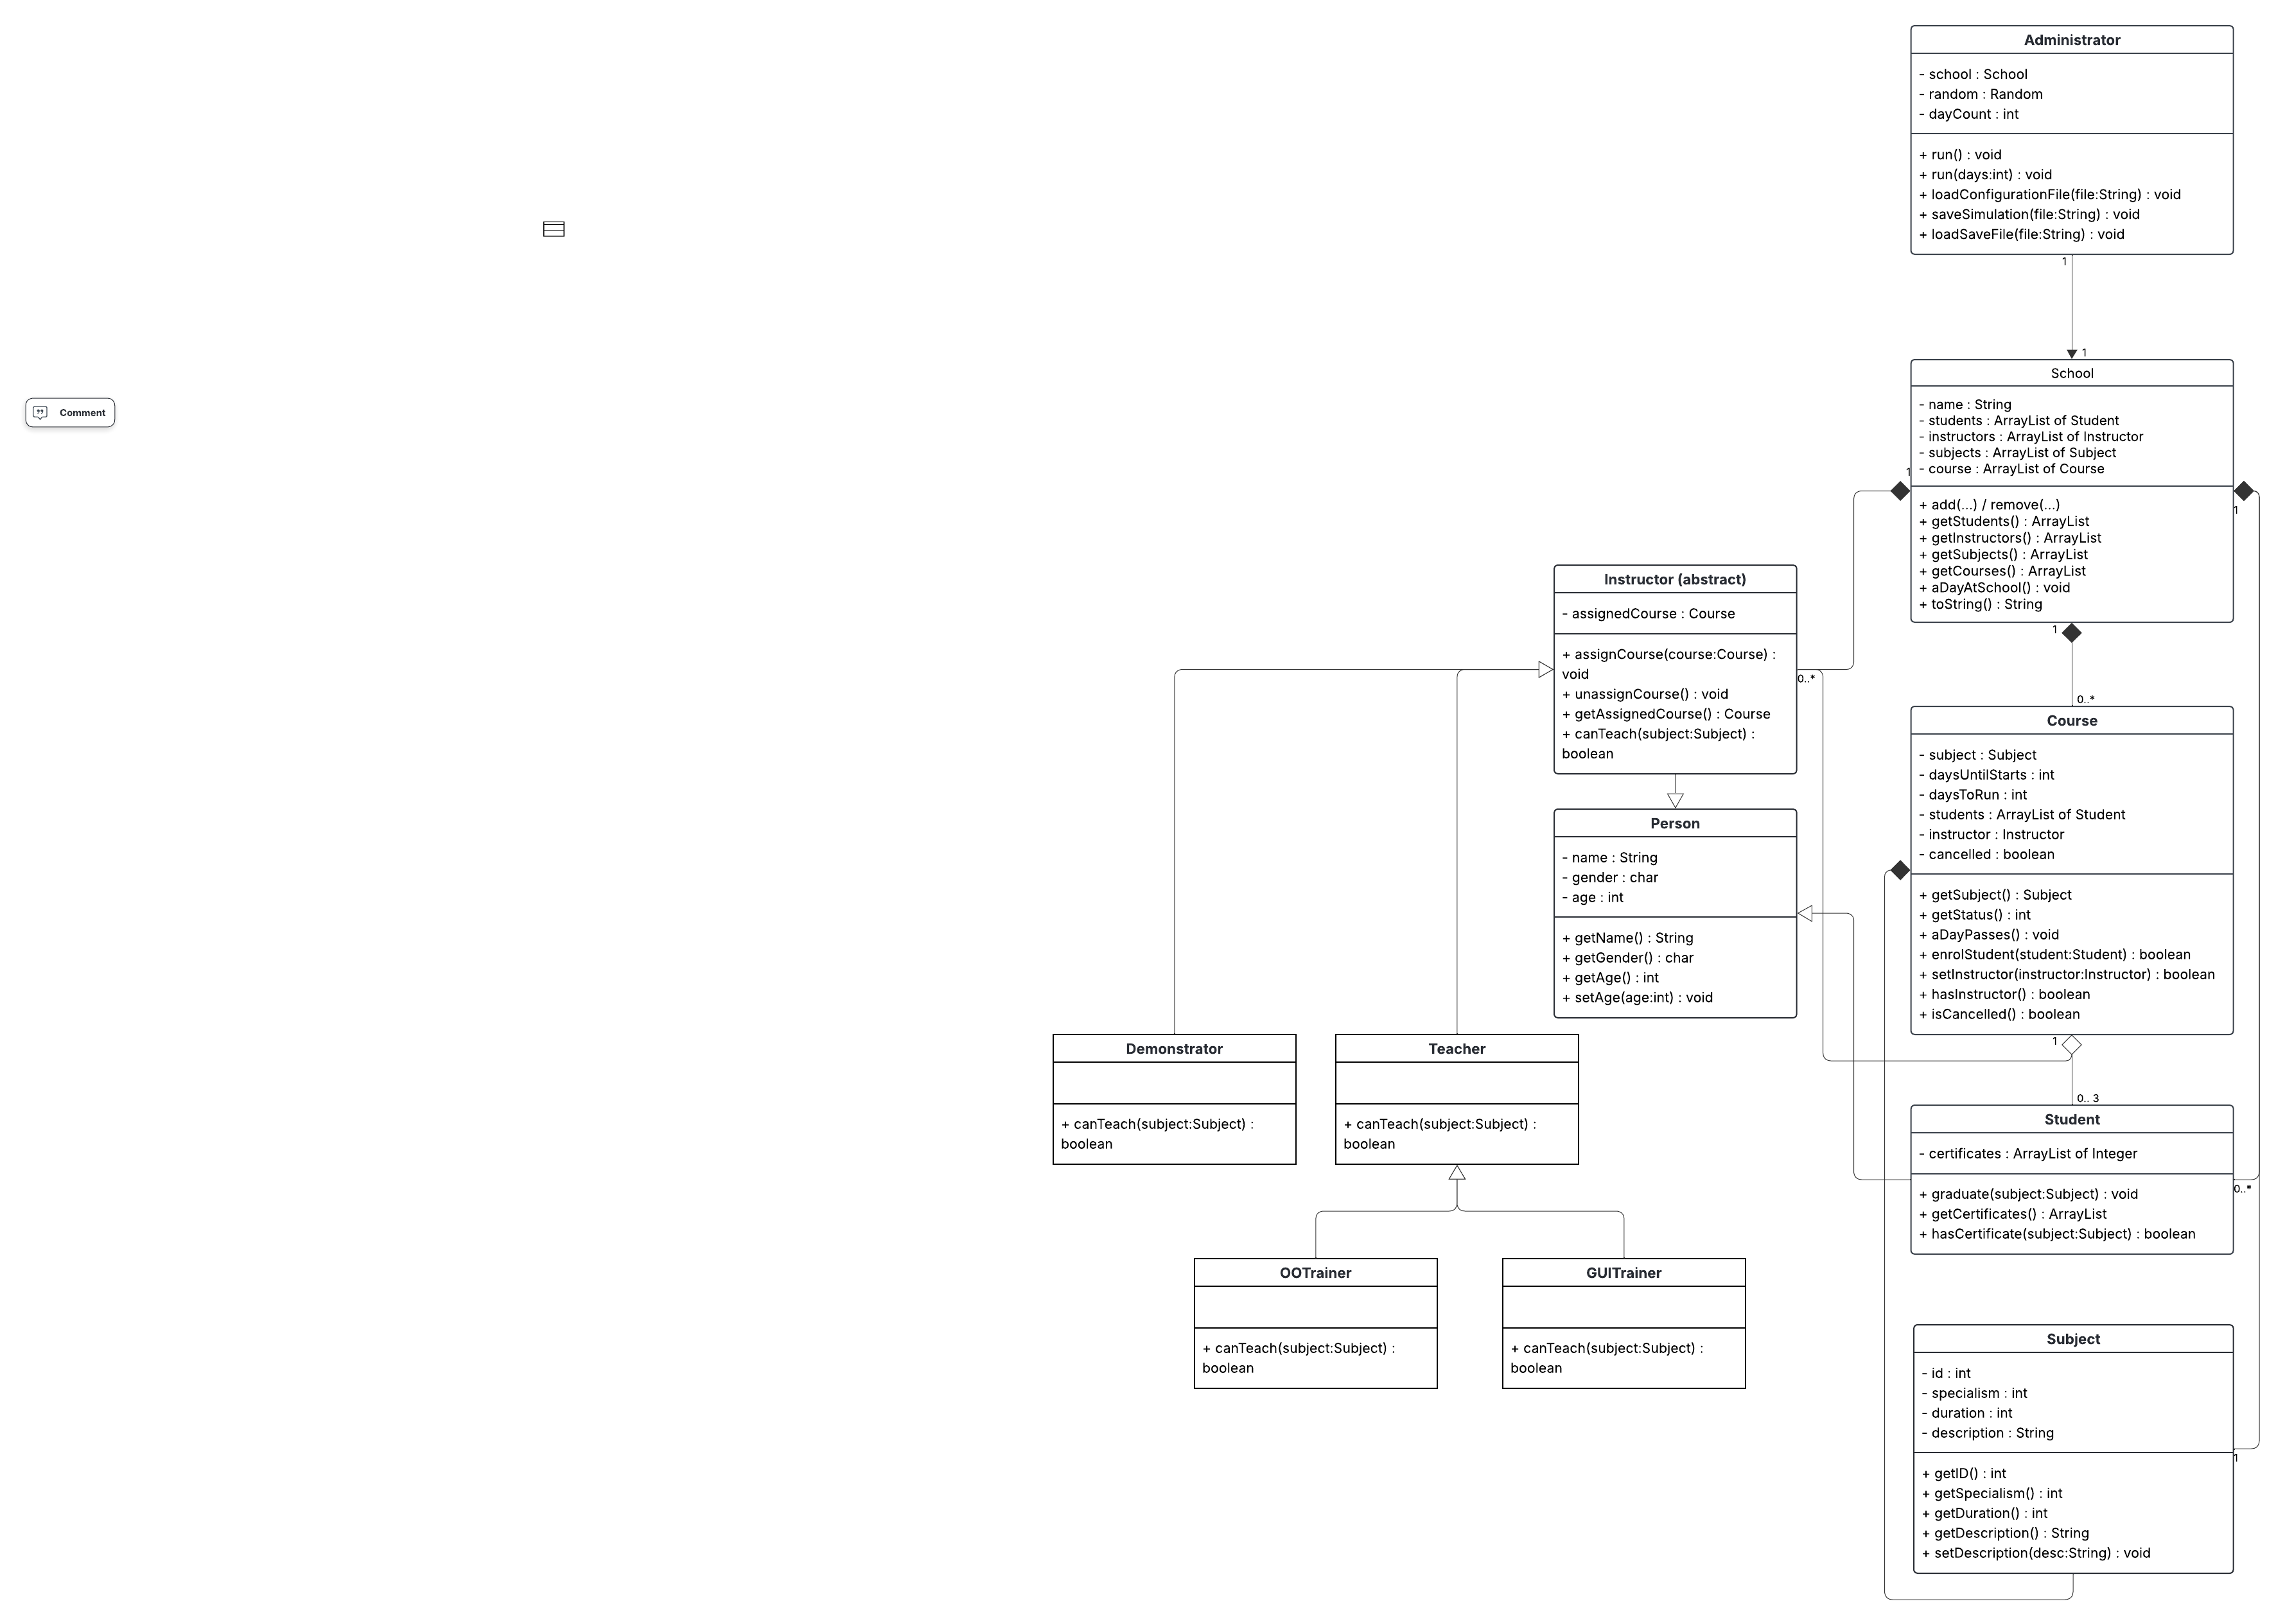 Administrator
- school : School
- random : Random
- dayCount : int
+ run() : void
+ run(days:int) : void
+ loadConfigurationFile(file:String) : void
+ saveSimulation(file:String) : void
+ loadSaveFile(file:String) : void
1
1
School
- name : String
- students : ArrayList of Student
- instructors : ArrayList of Instructor
- subjects : ArrayList of Subject
- course : ArrayList of Course
1
1
+ add(...) / remove(...)
+ getStudents() : ArrayList
+ getInstructors() : ArrayList
+ getSubjects() : ArrayList
+ getCourses() : ArrayList
+ aDayAtSchool() : void
+ toString() : String
1
0..*
Comment
Instructor (abstract)
- assignedCourse : Course
+ assignCourse(course:Course) :
void
+ unassignCourse() : void
+ getAssignedCourse() : Course
+ canTeach(subject:Subject) :
boolean
0..*
Person
- name : String
- gender : char
- age : int
+ getName() : String
+ getGender() : char
+ getAge() : int
+ setAge(age:int) : void
Course
- subject : Subject
- daysUntilStarts : int
- daysToRun : int
- students : ArrayList of Student
- instructor : Instructor
- cancelled : boolean
+ getSubject() : Subject
+ getStatus() : int
+ aDayPasses() : void
+ enrolStudent(student:Student) : boolean
+ setInstructor(instructor:Instructor) : boolean
+ hasInstructor() : boolean
+ isCancelled() : boolean
1
0.. 3
Demonstrator
+ canTeach(subject:Subject) :
boolean
Teacher
+ canTeach(subject:Subject) :
boolean
Student
- certificates : ArrayList of Integer
+ graduate(subject:Subject) : void
+ getCertificates() : ArrayList
+ hasCertificate(subject:Subject) : boolean
0..*
OOTrainer
+ canTeach(subject:Subject) :
boolean
GUITrainer
+ canTeach(subject:Subject) :
boolean
Subject
- id : int
- specialism : int
- duration : int
- description : String
1
+ getID() : int
+ getSpecialism() : int
+ getDuration() : int
+ getDescription() : String
+ setDescription(desc:String) : void